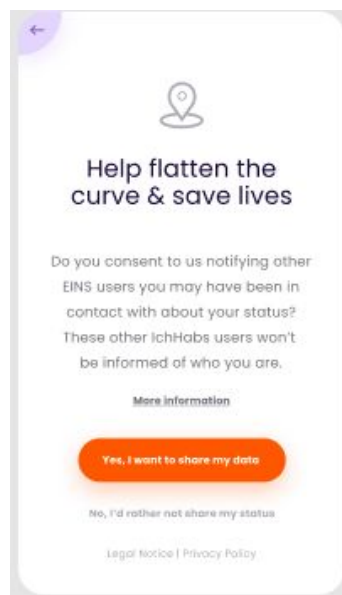 Help flatten the
curve & save lives
Do you consent to us notifying other
EINS users you may have been in
contact with about your status?
These other IchHabs users won't
be informed of who you are.
More information
Yes, I want to share my data
No, I'd rather not share my status
Legal Notice | Privacy Policy